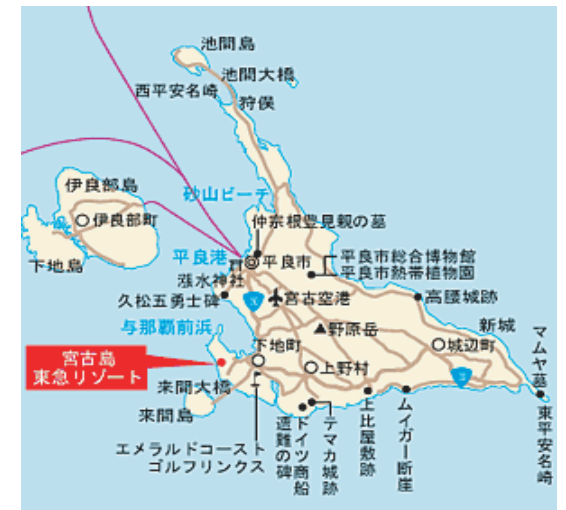 池間島
池間大橋
西平安名崎
狩俣
伊良部島
砂山ビーチ
伊良部町
仲宗根豊見親の墓
平良港
平良市
平良市総合博物館
平良市熱帯植物園
下地島
漲水神社
宮古空港
久松五勇士碑
高腰城跡
与那覇前浜
野原岳
新城
宮古島
東急リゾート
下地町
上野村
城辺町
マムヤ墓
来間大橋
来間島
東平安名崎
エメラルドコースト
ゴルフリンクス
ドイツ商船
遭難の碑
テマカ城跡
上比屋敷跡
ムイガー断崖